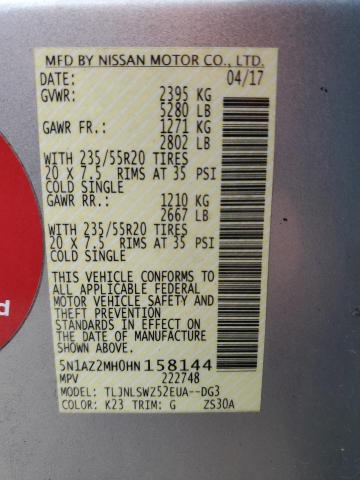 MFD BY NISSAN MOTOR CO., LTD.
DATE: 04/17
GVWR: 2395 KG
5280 LB
GAWR FR.: 1271 KG
2802 LB
WITH 235/55R20 TIRES
20 X 7.5 RIMS AT 35 PSI
COLD SINGLE
GAWR RR.: 1210 KG
2667 LB
WITH 235/55R20 TIRES
20 X 7.5 RIMS AT 35 PSI
COLD SINGLE
THIS VEHICLE CONFORMS TO
ALL APPLICABLE FEDERAL
MOTOR VEHICLE SAFETY AND
THEFT PREVENTION
STANDARDS IN EFFECT ON
THE DATE OF MANUFACTURE
SHOWN ABOVE.
5N1AZ2MH0HN158144
MPV 222748
MODEL: TLJNLSWZ52EUA--DG3
COLOR: K23 TRIM: G ZS30A
d